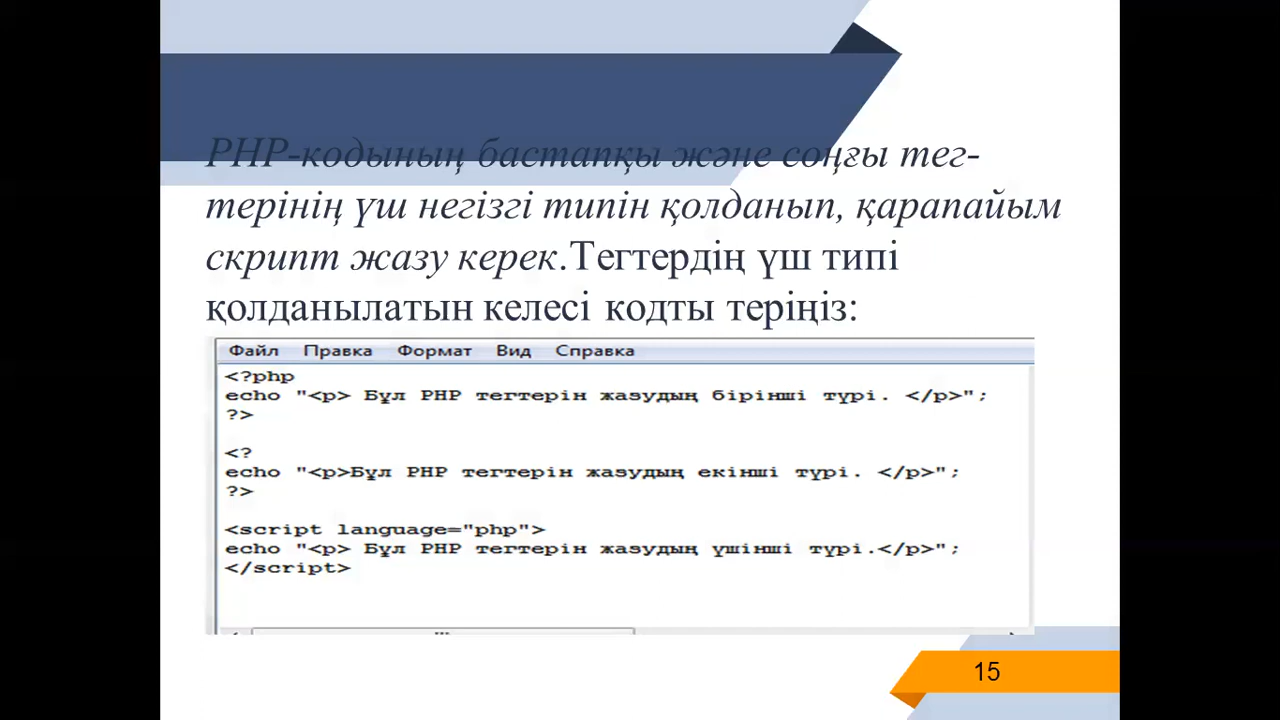 PHP-кодының бастапқы және соңғы тег-
терінің үш негізгі типін қолданып, қарапайым
скрипт жазу керек.Тегтердің үш типі
қолданылатын келесі кодты теріңіз:
Файл Правка Формат Вид Справка
<?php
echo "<p> Бұл PHP тегтерін жазудың бірінші түрі. </p>";
?>
<?
echo "<p>Бұл PHP тегтерін жазудың екінші түрі. </p>";
?>
<script language="php">
echo "<p> Бұл PHP тегтерін жазудың үшінші түрі.</p>";
</script>
15